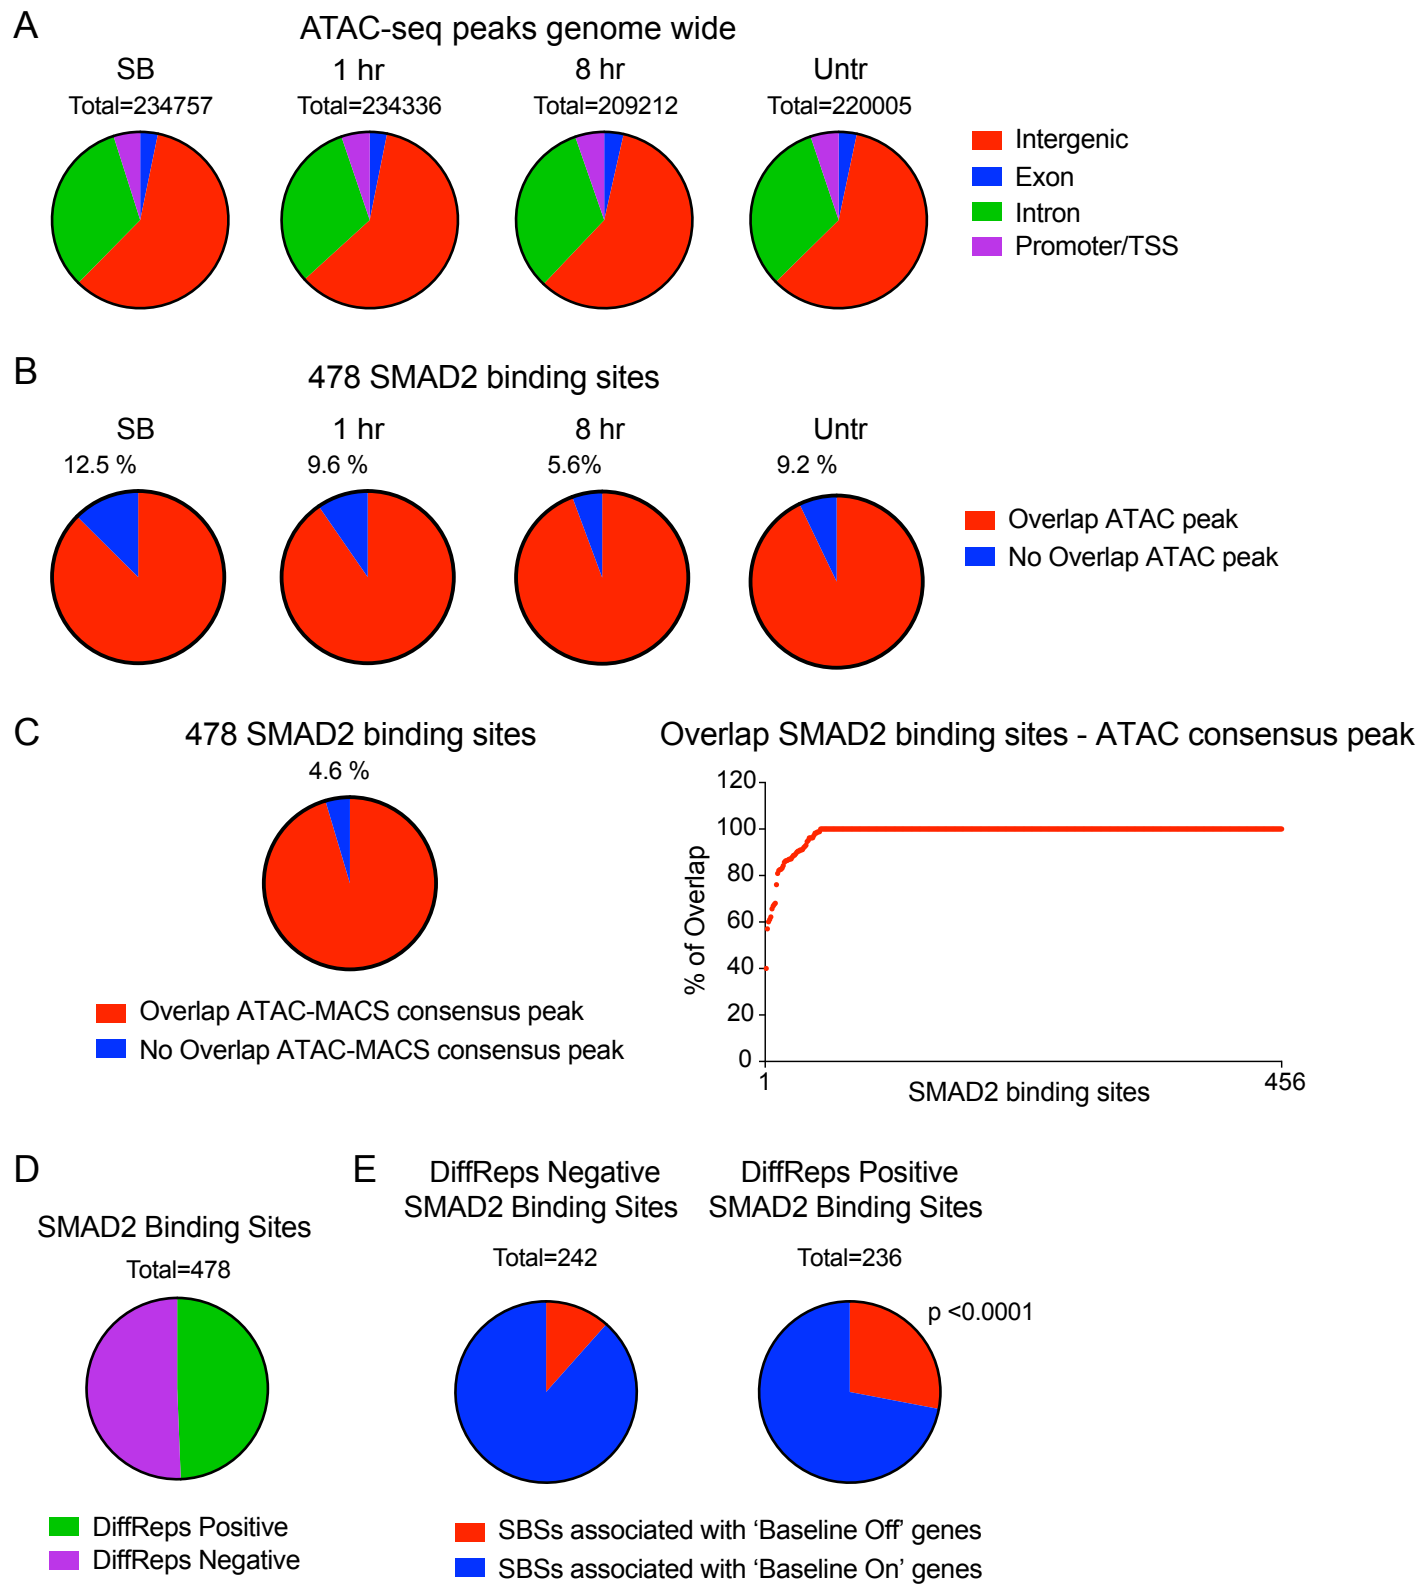 A
ATAC-seq peaks genome wide
SB
1 hr
8 hr
Untr
Total=234757
Total=234336
Total=209212
Total=220005
Intergenic
Exon
Intron
Promoter/TSS
B
478 SMAD2 binding sites
SB
1 hr
8 hr
Untr
12.5 %
9.6 %
5.6%
9.2 %
Overlap ATAC peak
No Overlap ATAC peak
C
478 SMAD2 binding sites
4.6 %
Overlap ATAC-MACS consensus peak
No Overlap ATAC-MACS consensus peak
Overlap SMAD2 binding sites - ATAC consensus peak
120
100
80
60
40
20
0
% of Overlap
1
456
SMAD2 binding sites
D
SMAD2 Binding Sites
Total=478
DiffReps Positive
DiffReps Negative
E
DiffReps Negative
SMAD2 Binding Sites
Total=242
DiffReps Positive
SMAD2 Binding Sites
Total=236
p <0.0001
SBSs associated with ‘Baseline Off’ genes
SBSs associated with ‘Baseline On’ genes